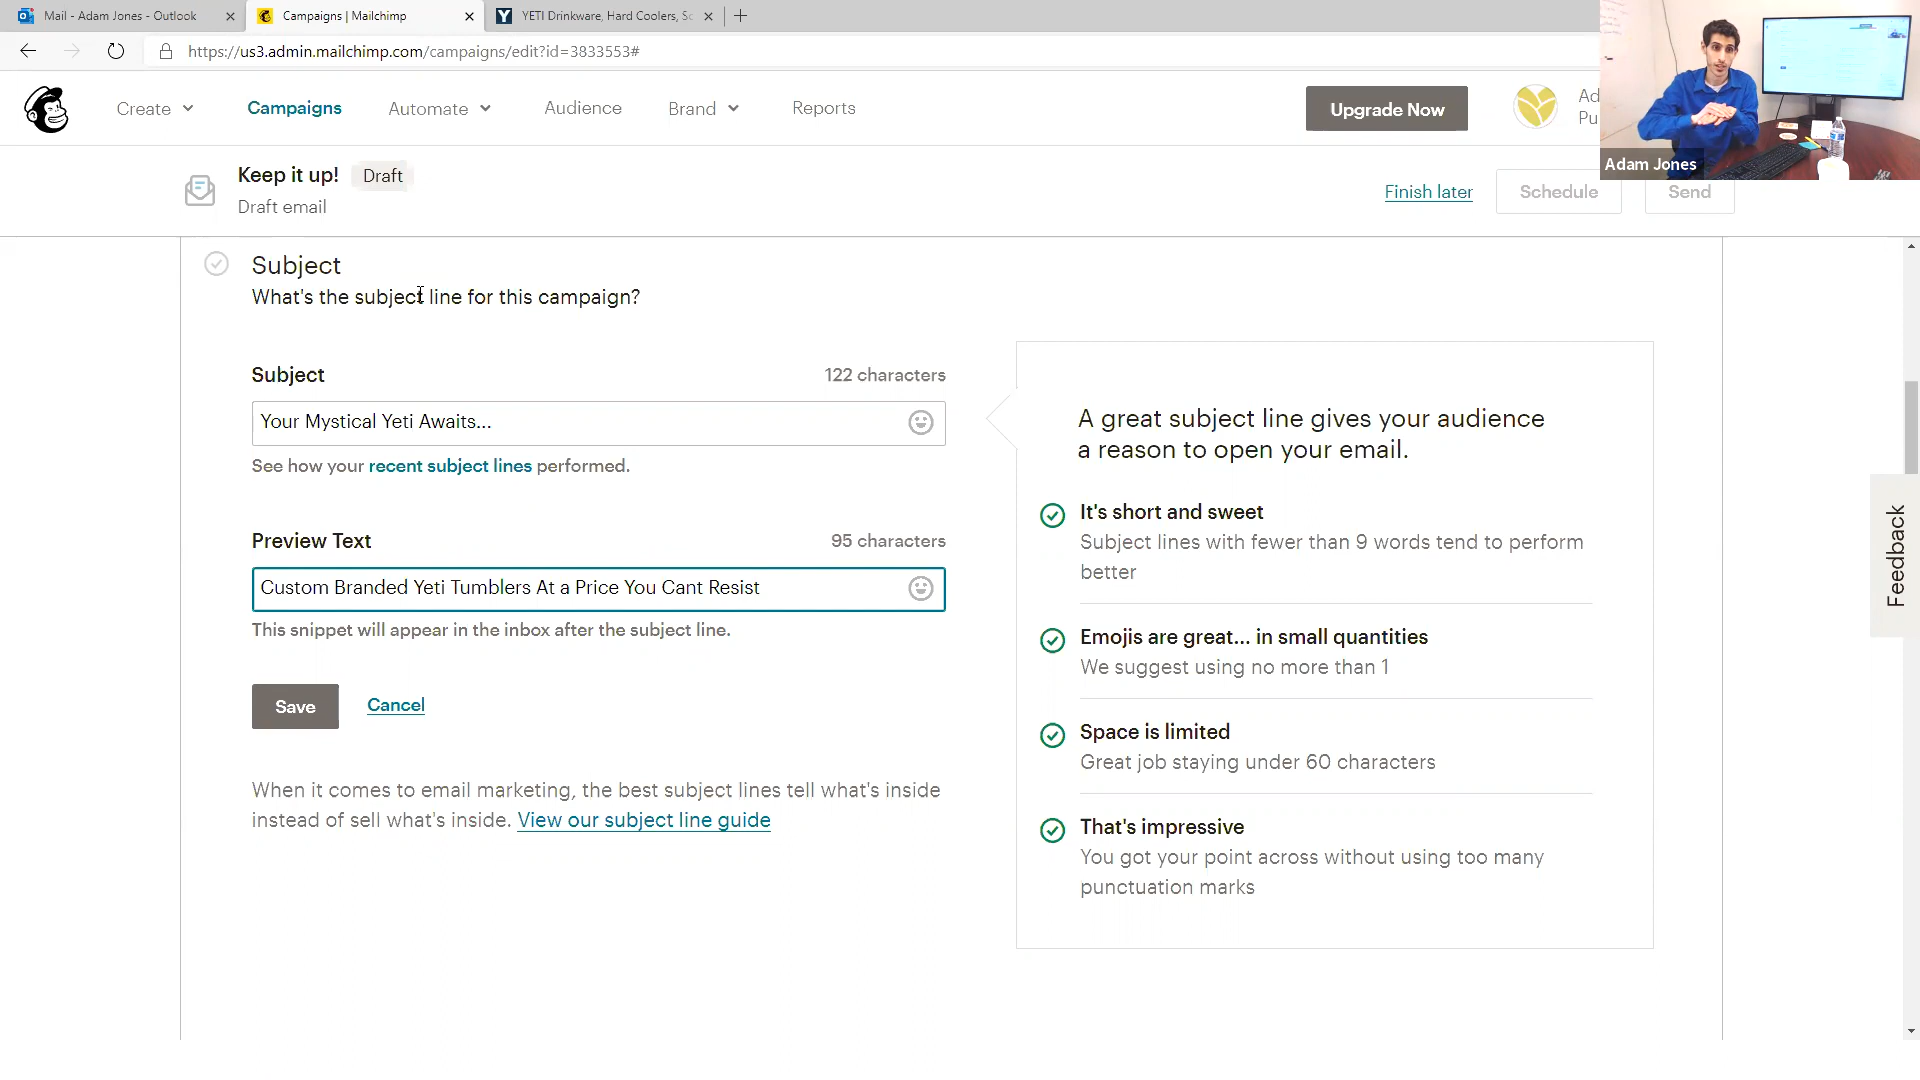 Mail - Adam Jones - Outlook
Campaigns | Mailchimp
YETI Drinkware, Hard Coolers, Sc
https://us3.admin.mailchimp.com/campaigns/edit?id=3833553#
Create
Campaigns
Automate
Audience
Brand
Reports
Upgrade Now
Ad
Pu
Adam Jones
Keep it up!
Draft
Draft email
Finish later
Schedule
Send
Subject
What's the subject line for this campaign?
Subject
122 characters
Your Mystical Yeti Awaits...
See how your recent subject lines performed.
Preview Text
95 characters
Custom Branded Yeti Tumblers At a Price You Cant Resist
This snippet will appear in the inbox after the subject line.
Save
Cancel
When it comes to email marketing, the best subject lines tell what's inside
instead of sell what's inside. View our subject line guide
A great subject line gives your audience
a reason to open your email.
It's short and sweet
Subject lines with fewer than 9 words tend to perform
better
Emojis are great... in small quantities
We suggest using no more than 1
Space is limited
Great job staying under 60 characters
That's impressive
You got your point across without using too many
punctuation marks
Feedback